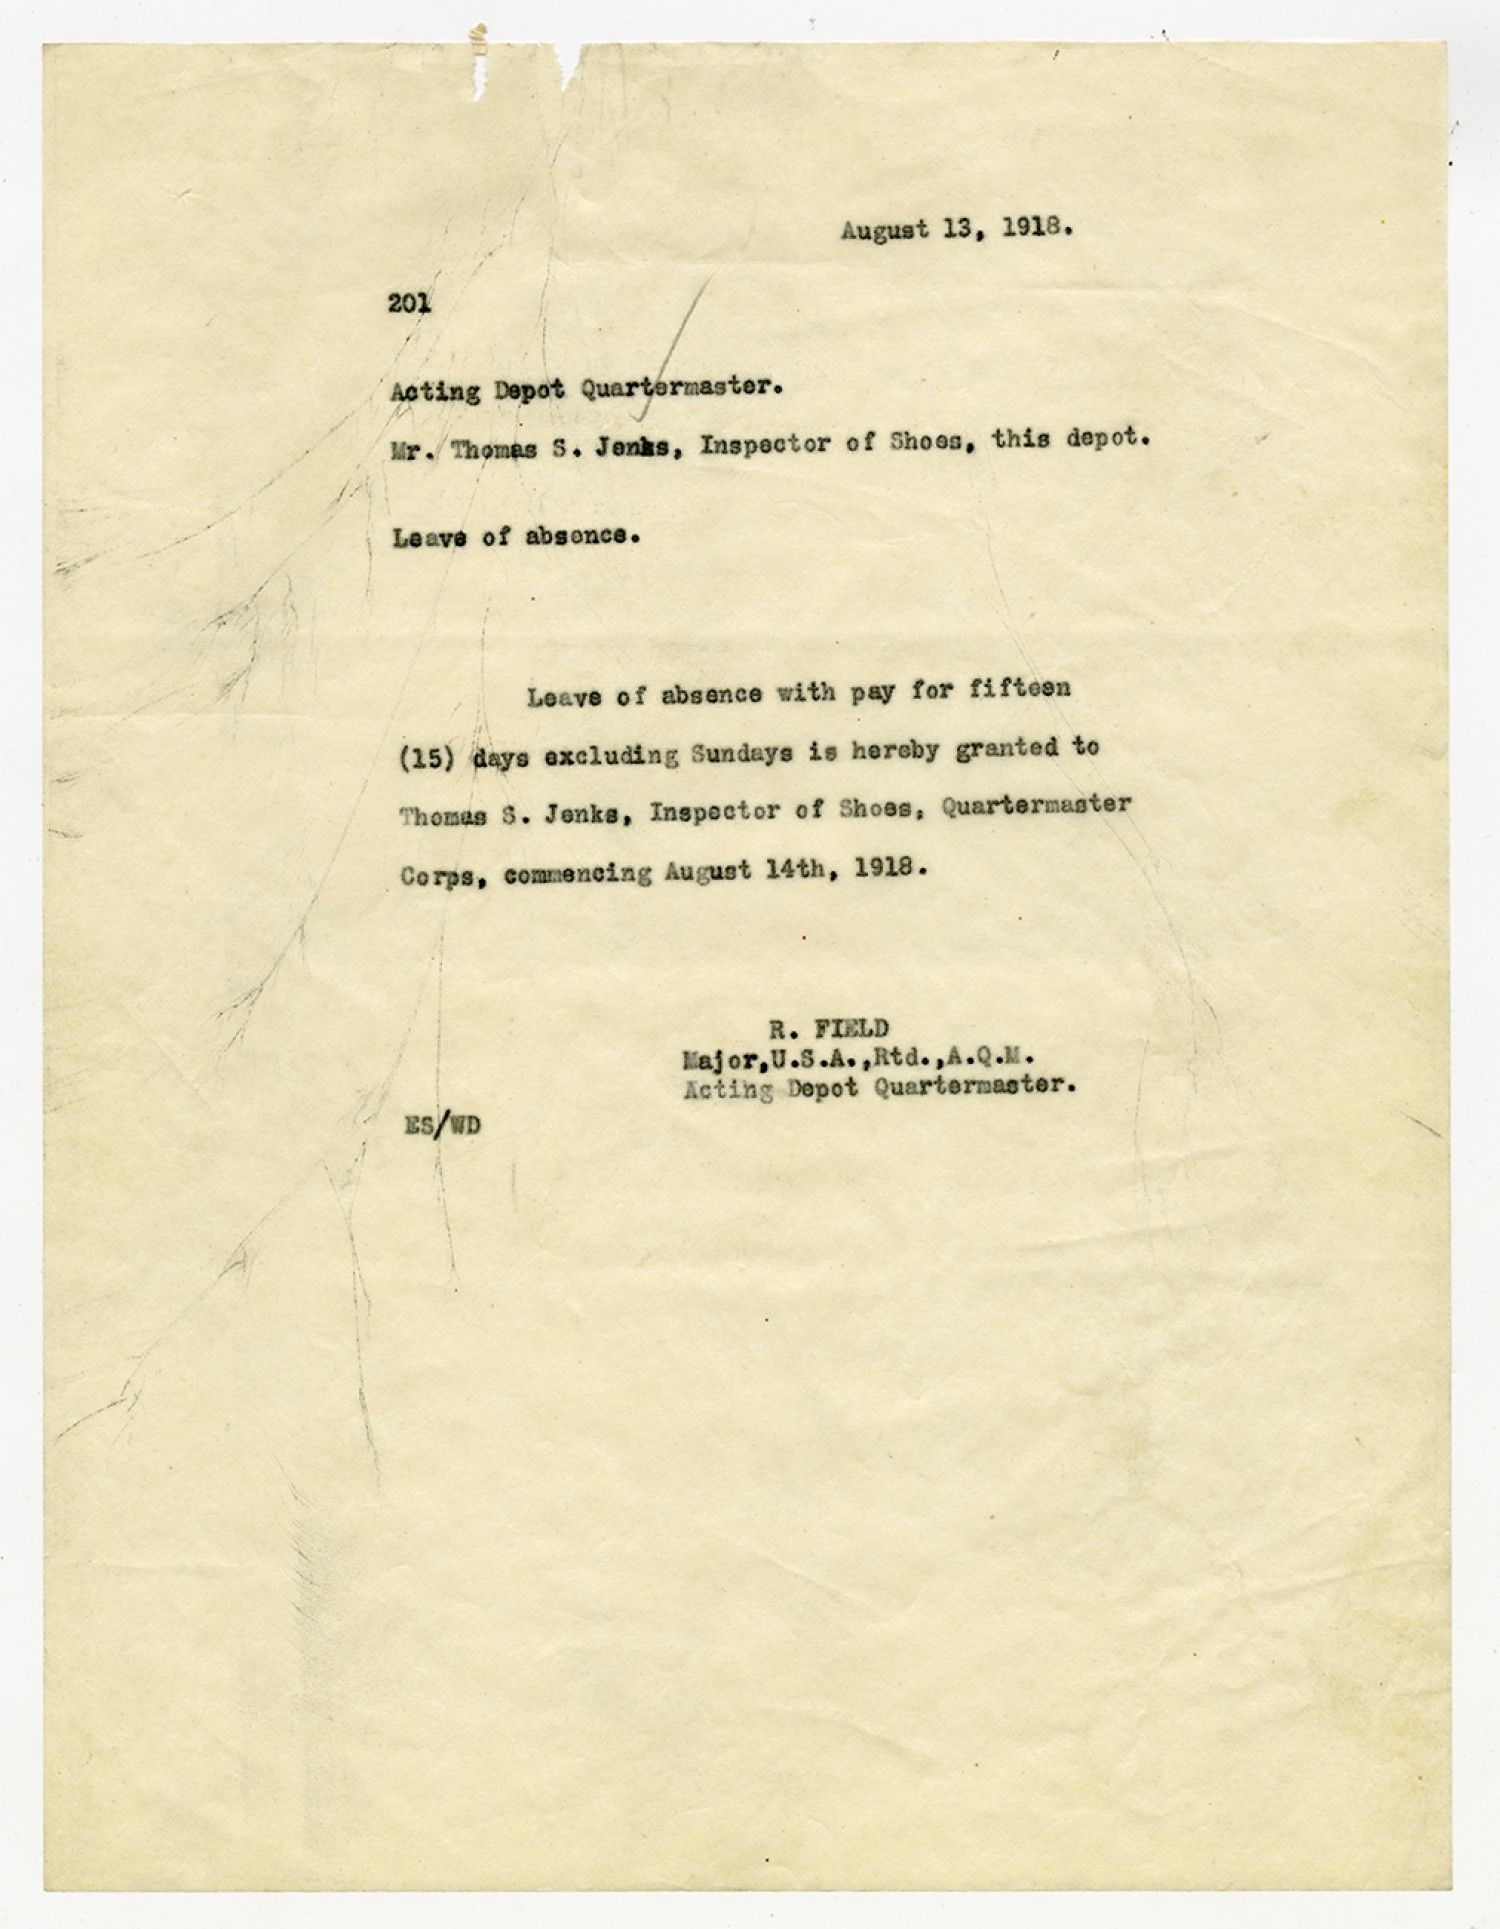 August 13, 1918.
201
Acting Depot Quartermaster.
Mr. Thomas S. Jenks, Inspector of Shoes, this depot.
Leave of absence.
Leave of absence with pay for fifteen
(15) days excluding Sundays is hereby granted to
Thomas S. Jenks, Inspector of Shoes, Quartermaster
Corps, commencing August 14th, 1918.
R. FIELD
Major,U.S.A.,Rtd.,A.Q.M.
Acting Depot Quartermaster.
ES/WD